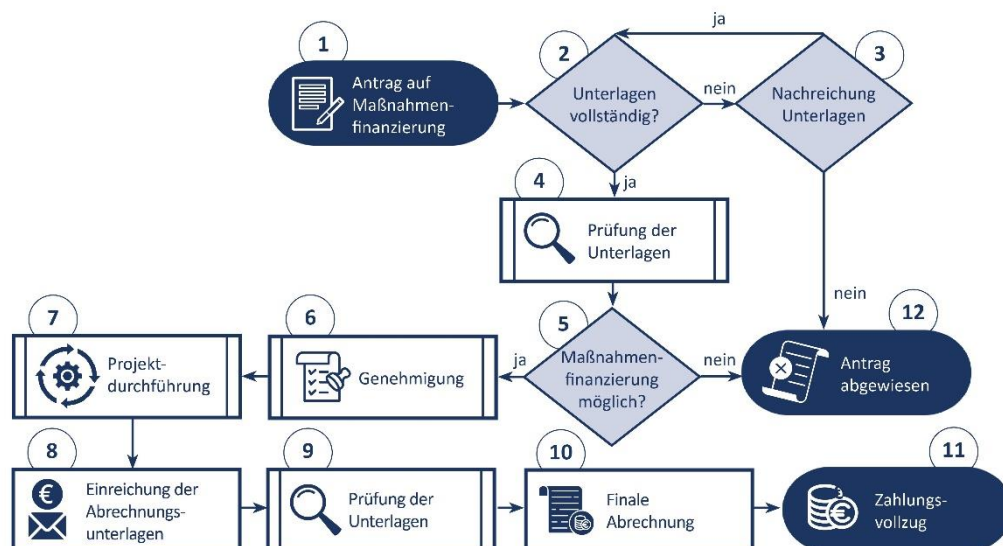 1
Antrag auf
Maßnahmen-
finanzierung
2
Unterlagen
vollständig?
ja
nein
3
Nachreichung
Unterlagen
ja
nein
4
Prüfung der
Unterlagen
5
Maßnahmen-
finanzierung
möglich?
ja
nein
12
Antrag
abgewiesen
6
Genehmigung
7
Projekt-
durchführung
8
€
Einreichung der
Abrechnungs-
unterlagen
9
Prüfung der
Unterlagen
10
Finale
Abrechnung
€
11
Zahlungs-
vollzug
€